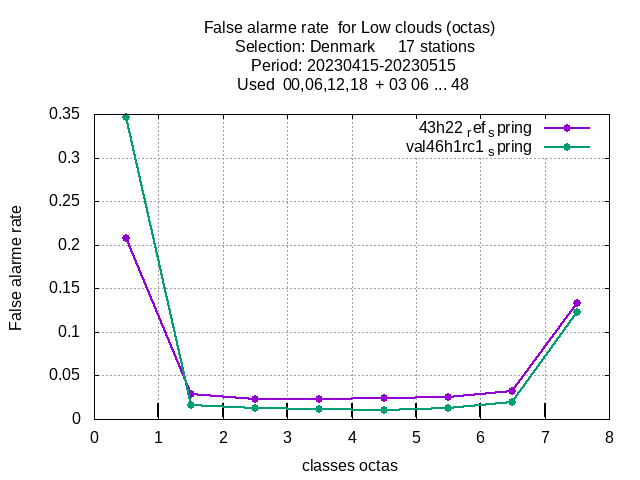 False alarme rate  for Low clouds (octas)
Selection: Denmark     17 stations
Period: 20230415-20230515
Used  00,06,12,18  + 03 06 ... 48
43h22 ref spring
val46h1rc1 spring
0.35
0.3
0.25
0.2
0.15
0.1
0.05
0
False alarme rate
0 1 2 3 4 5 6 7 8
classes octas